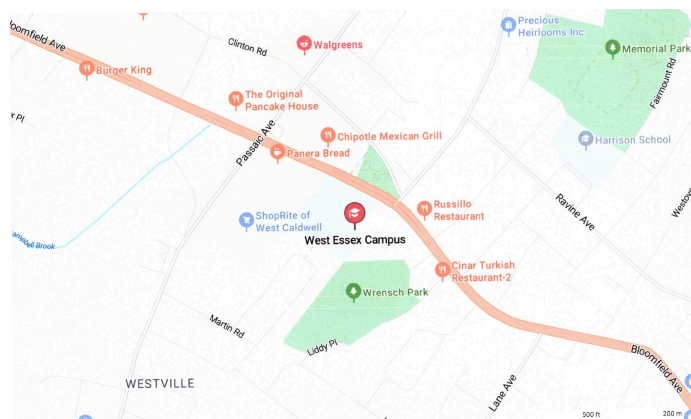 Bloomfield Ave
Clinton Rd
Walgreens
Precious
Heirlooms Inc
Memorial Park
Fairmount Rd
Burger King
The Original
Pancake House
Passaic Ave
Chipotle Mexican Grill
Panera Bread
Harrison School
Ravine Ave
ShopRite of
West Caldwell
West Essex Campus
Russillo
Restaurant
Cinar Turkish
Restaurant-2
Wrensch Park
Martin Rd
Liddy Pl
Bloomfield Ave
Lane Ave
WESTVILLE
500 ft
200 m